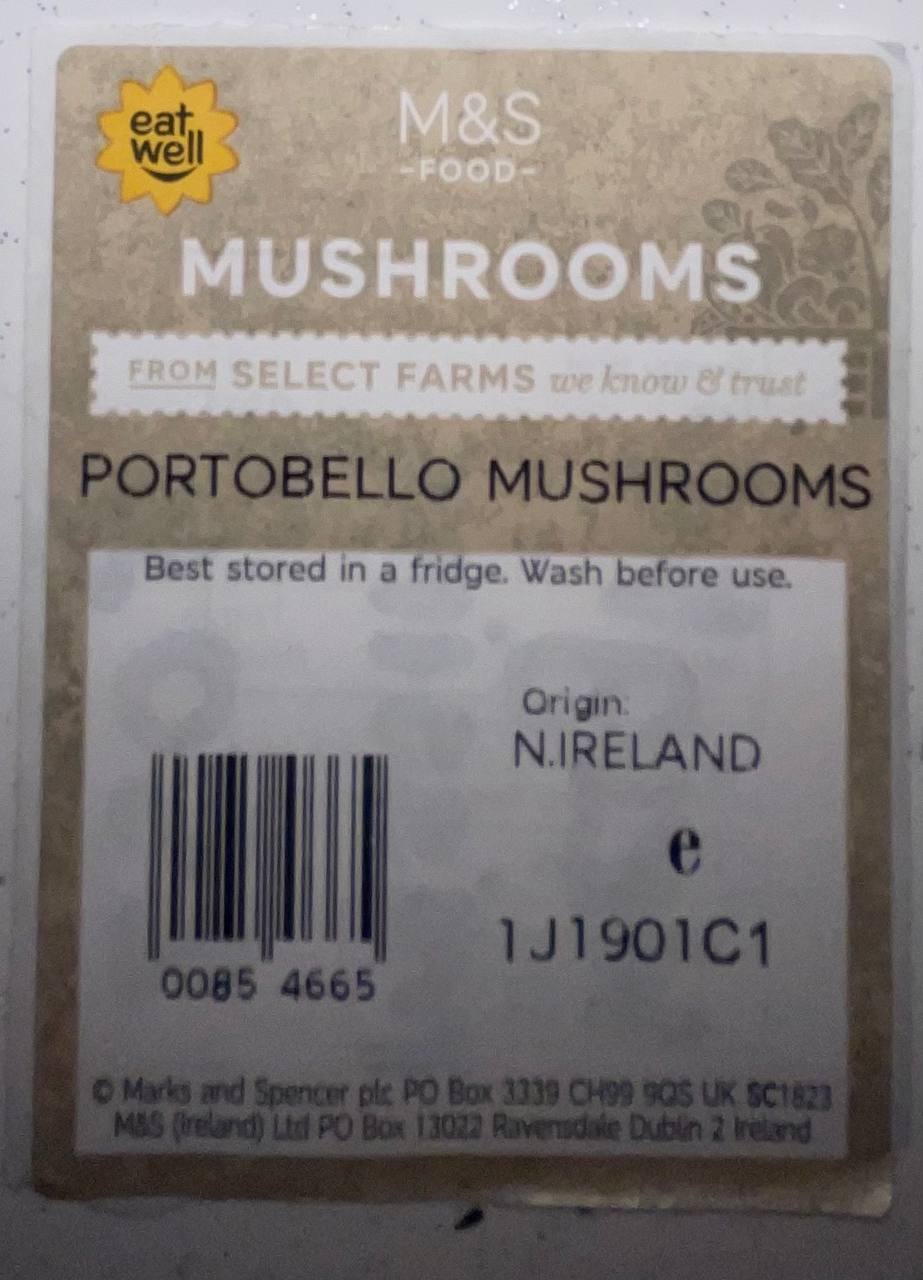 eat
well
M&S
-FOOD-
MUSHROOMS
FROM SELECT FARMS we know & trust
PORTOBELLO MUSHROOMS
Best stored in a fridge. Wash before use.
Origin:
N.IRELAND
e
1J1901C1
0085 4665
© Marks and Spencer plc PO Box 3339 CH99 9QS UK SC1823
M&S (Ireland) Ltd PO Box 13022 Ravensdale Dublin 2 Ireland